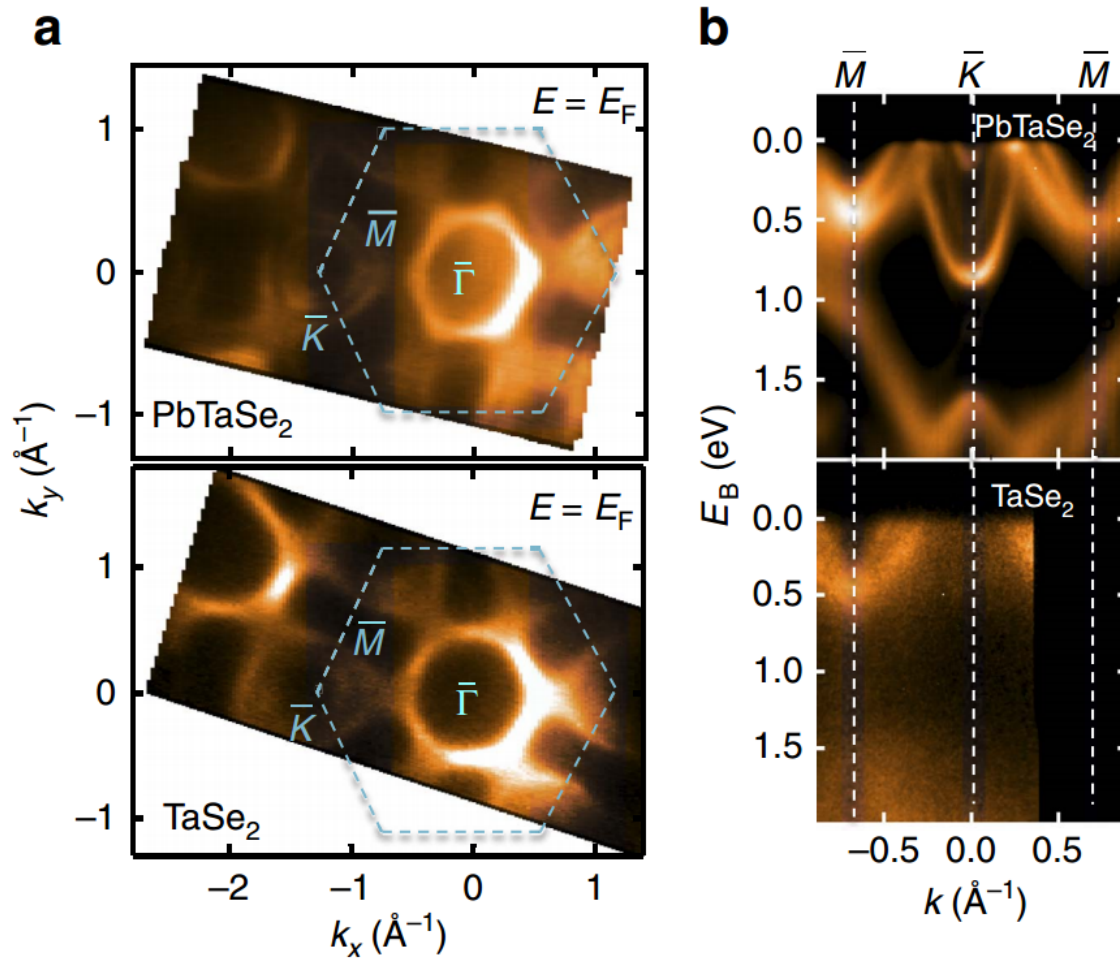 a
E = E_F
M̅
Γ̅
K̅
PbTaSe₂
1
0
−1
E = E_F
M̅
Γ̅
K̅
TaSe₂
1
0
−1
k_y (Å⁻¹)
−2 −1 0 1
k_x (Å⁻¹)
b
M̅ K̅ M̅
PbTaSe₂
0.0
0.5
1.0
1.5
TaSe₂
0.0
0.5
1.0
1.5
E_B (eV)
−0.5 0.0 0.5
k (Å⁻¹)